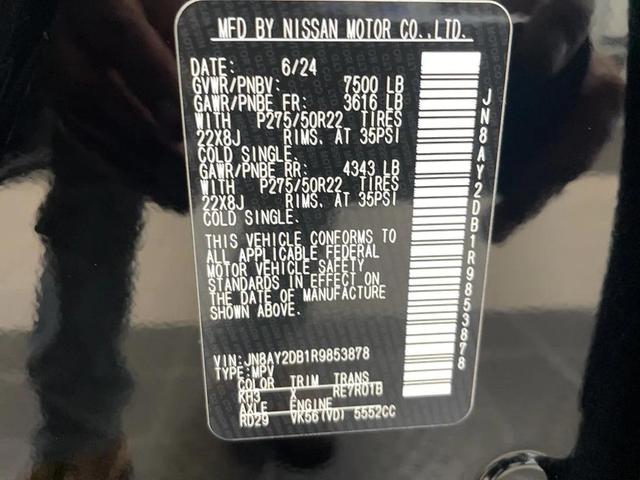 MFD BY NISSAN MOTOR CO.,LTD.
DATE: 6/24
GVWR/PNBV: 7500 LB
GAWR/PNBE FR: 3616 LB
WITH P275/50R22 TIRES
22X8J RIMS. AT 35PSI
COLD SINGLE.
GAWR/PNBE RR: 4343 LB
WITH P275/50R22 TIRES
22X8J RIMS. AT 35PSI
COLD SINGLE.
THIS VEHICLE CONFORMS TO
ALL APPLICABLE FEDERAL
MOTOR VEHICLE SAFETY
STANDARDS IN EFFECT ON
THE DATE OF MANUFACTURE
SHOWN ABOVE.
VIN:JN8AY2DB1R9853878
TYPE:MPV
COLOR TRIM TRANS
KH3 X RE7R01B
AXLE ENGINE
RD29 VK56(VD) 5552CC
JN8AY2DB1R9853878